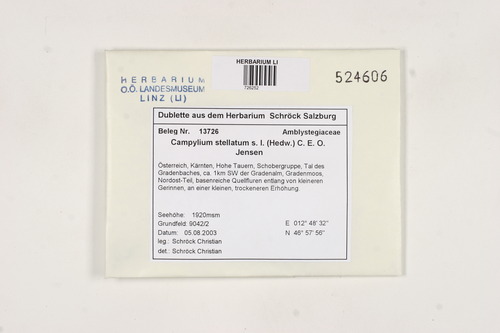 HERBARIUM LI
726252
HERBARIUM
O.Ö. LANDESMUSEUM
LINZ (LI)
524606
Dublette aus dem Herbarium Schröck Salzburg
Beleg Nr. 13726 Amblystegiaceae
Campylium stellatum s. l. (Hedw.) C. E. O.
Jensen
Österreich, Kärnten, Hohe Tauern, Schobergruppe, Tal des
Gradenbaches, ca. 1km SW der Gradenalm, Gradenmoos,
Nordost-Teil, basenreiche Quellfluren entlang von kleineren
Gerinnen, an einer kleinen, trockeneren Erhöhung.
Seehöhe: 1920msm
Grundfeld: 9042/2 E 012° 48' 32"
Datum: 05.08.2003 N 46° 57' 56"
leg.: Schröck Christian
det.: Schröck Christian